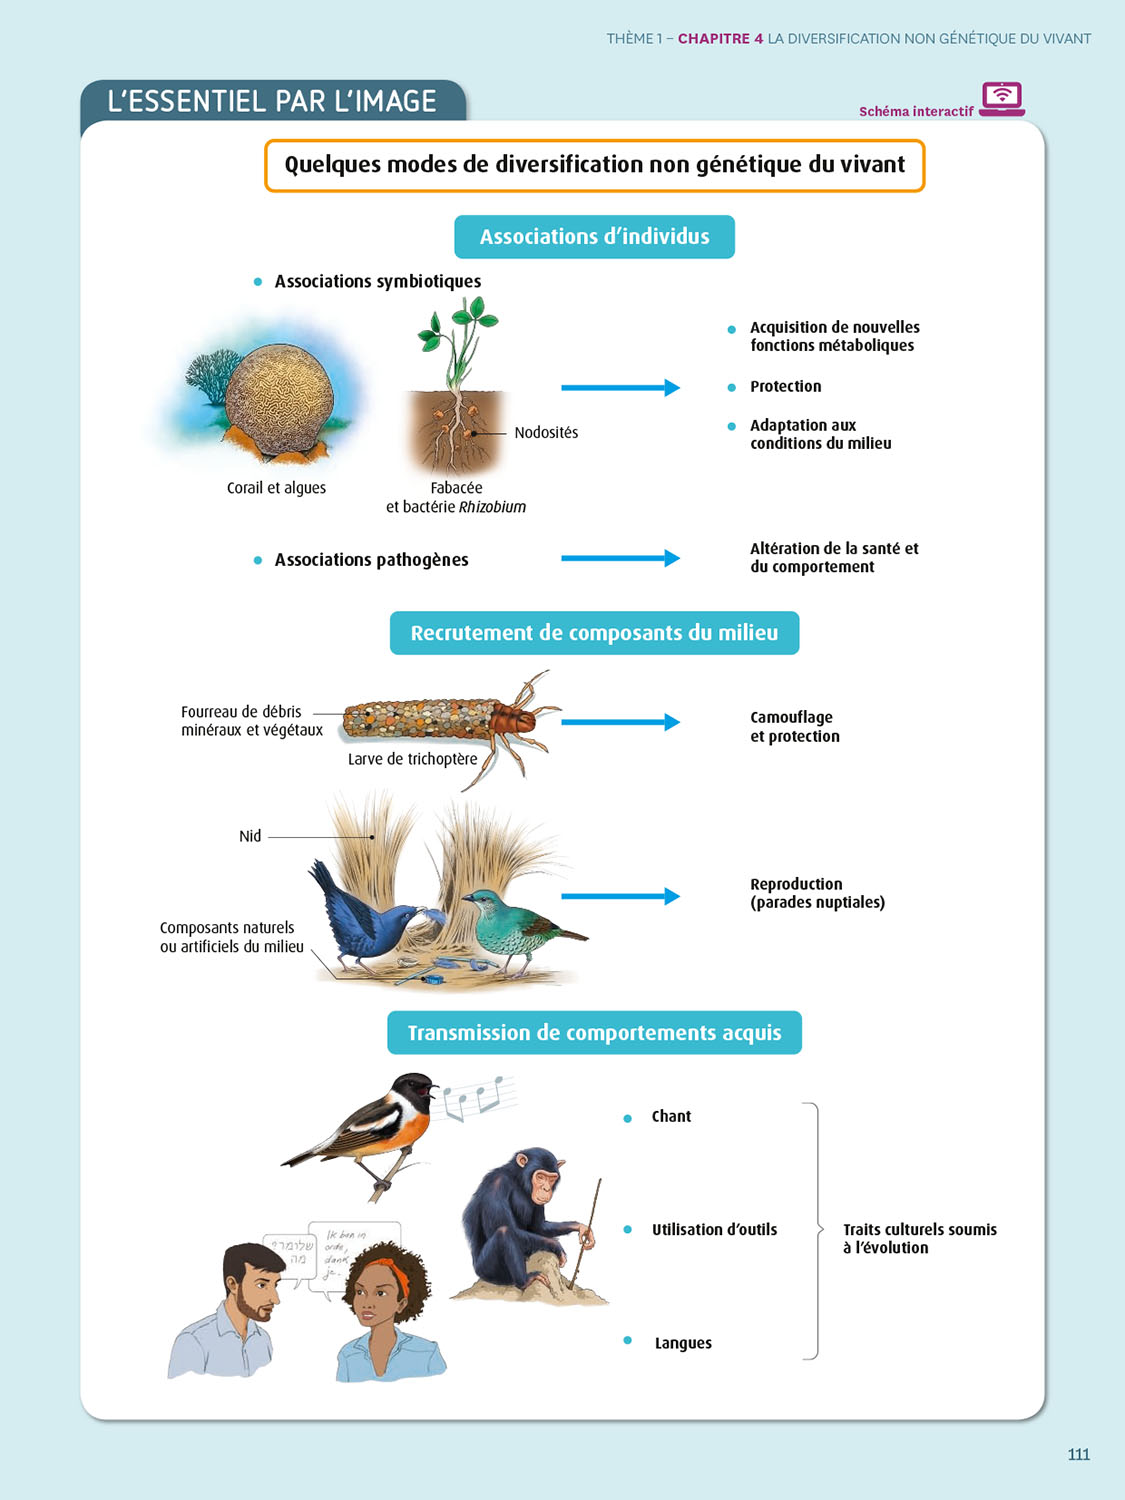 THÈME 1 – CHAPITRE 4 LA DIVERSIFICATION NON GÉNÉTIQUE DU VIVANT
L'ESSENTIEL PAR L'IMAGE
Schéma interactif
Quelques modes de diversification non génétique du vivant
Associations d'individus
• Associations symbiotiques
• Acquisition de nouvelles
fonctions métaboliques
• Protection
• Adaptation aux
conditions du milieu
Nodosités
Corail et algues
Fabacée
et bactérie Rhizobium
• Associations pathogènes
Altération de la santé et
du comportement
Recrutement de composants du milieu
Fourreau de débris
minéraux et végétaux
Larve de trichoptère
Camouflage
et protection
Nid
Composants naturels
ou artificiels du milieu
Reproduction
(parades nuptiales)
Transmission de comportements acquis
• Chant
• Utilisation d'outils
• Langues
Traits culturels soumis
à l'évolution
שלומך?
מה
Ik ben in
orde,
dank
je.
111